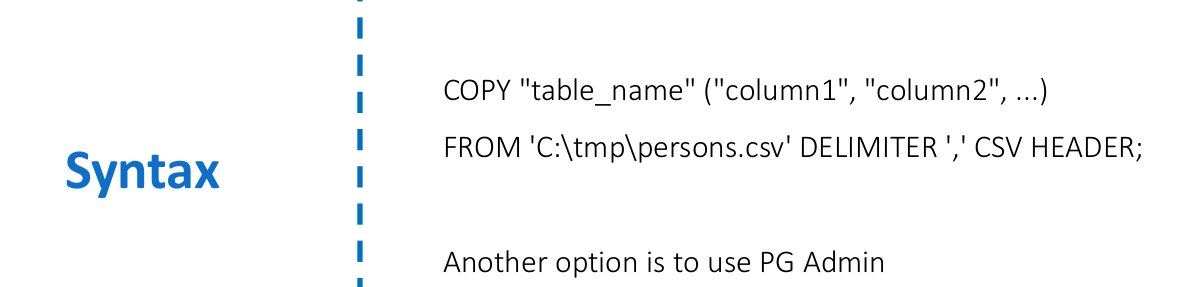 Syntax
COPY "table_name" ("column1", "column2", ...)
FROM 'C:\tmp\persons.csv' DELIMITER ',' CSV HEADER;
Another option is to use PG Admin